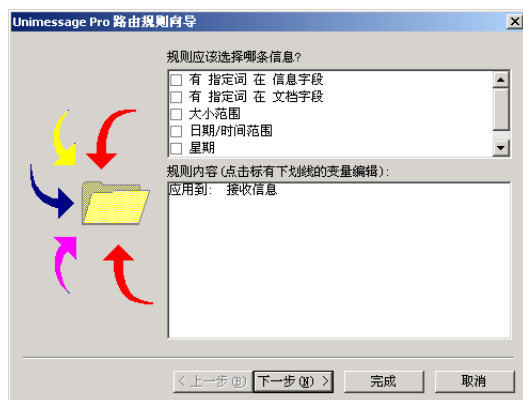 Unimessage Pro 路由规则向导
规则应该选择哪条信息?
有 指定词 在 信息字段
有 指定词 在 文档字段
大小范围
日期/时间范围
星期
规则内容(点击标有下划线的变量编辑):
应用到: 接收信息
< 上一步(B) 下一步(N) > 完成 取消